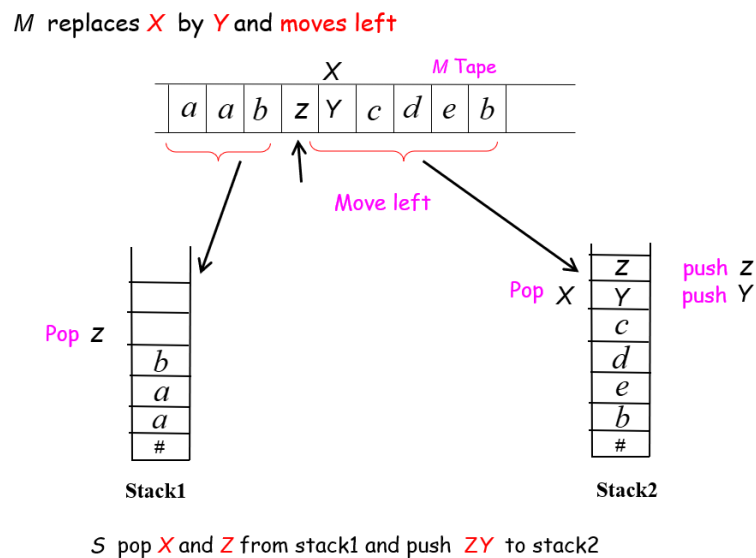 M replaces X by Y and moves left
X
M Tape
a a b z Y c d e b
Move left
z
push z
Pop X
Y
push Y
Pop z
c
b
d
a
e
a
b
#
#
Stack1
Stack2
S pop X and Z from stack1 and push ZY to stack2